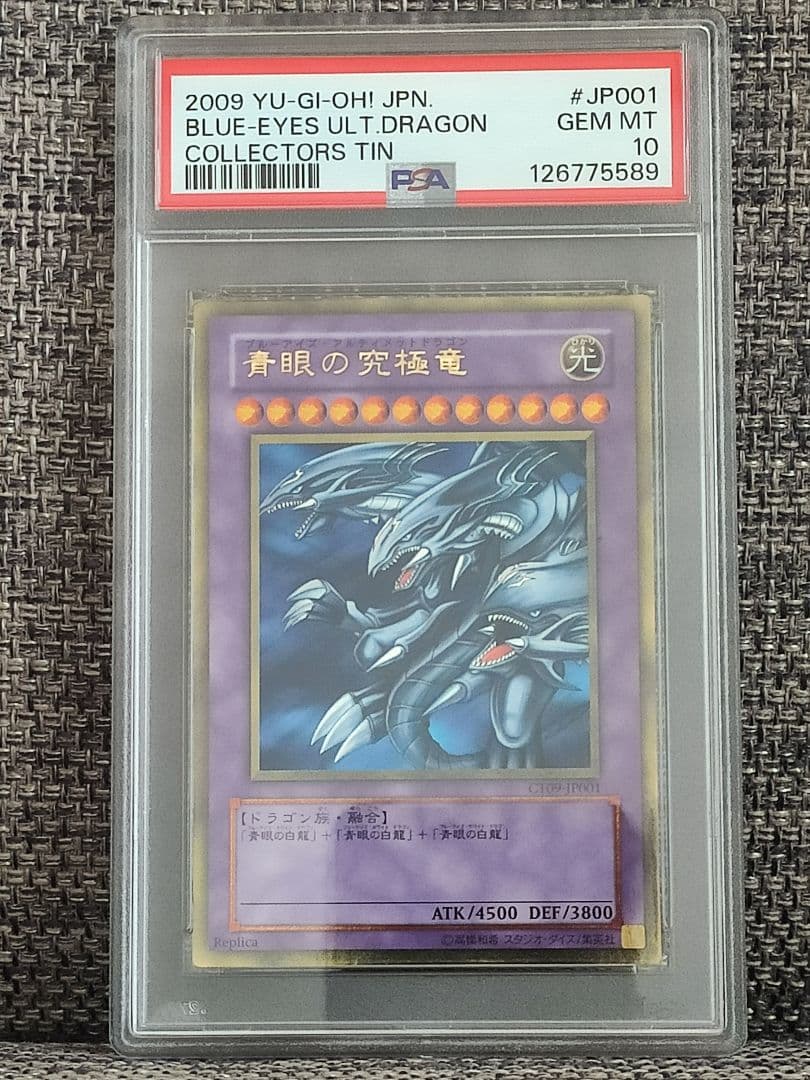 2009 YU-GI-OH! JPN. #JP001
BLUE-EYES ULT.DRAGON GEM MT
COLLECTORS TIN 10
PSA 126775589
ブルーアイズ・アルティメットドラゴン
青眼の究極竜
ひかり
光
CT09-JP001
【ドラゴン族・融合】
「青眼の白龍」+「青眼の白龍」+「青眼の白龍」
ATK/4500 DEF/3800
Replica ©高橋和希 スタジオ・ダイス/集英社